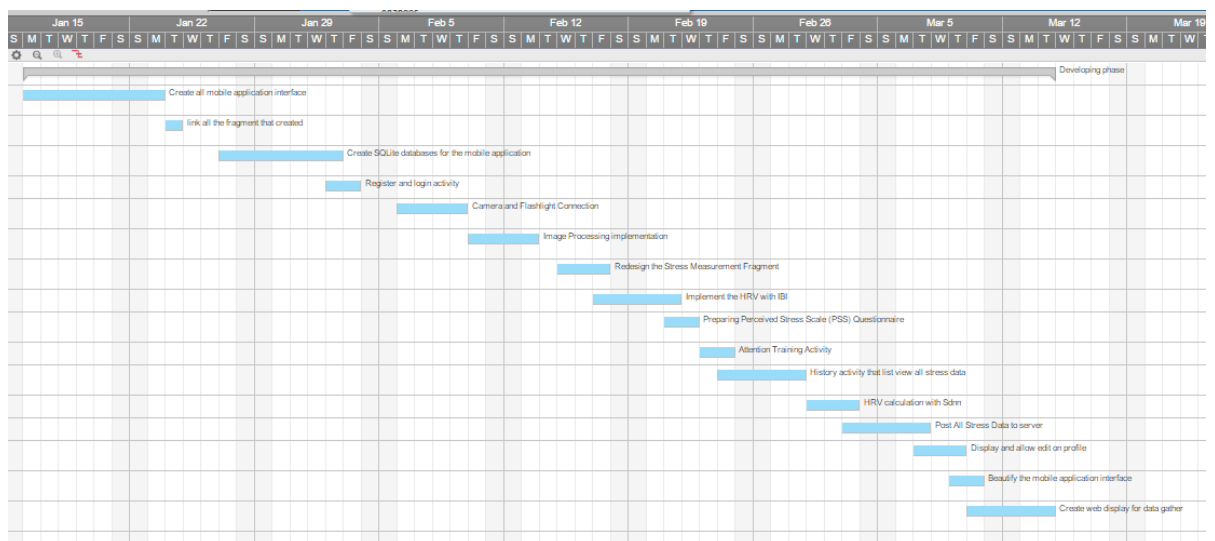 Jan 15 Jan 22 Jan 29 Feb 5 Feb 12 Feb 19 Feb 26 Mar 5 Mar 12 Mar 19
S M T W T F S S M T W T F S S M T W T F S S M T W T F S S M T W T F S S M T W T F S S M T W T F S S M T W T F S S M T W T F S S M T W
Developing phase
Create all mobile application interface
link all the fragment that created
Create SQLite databases for the mobile application
Register and login activity
Camera and Flashlight Connection
Image Processing implementation
Redesign the Stress Measurement Fragment
Implement the HRV with IBI
Preparing Perceived Stress Scale (PSS) Questionnaire
Attention Training Activity
History activity that list view all stress data
HRV calculation with Sdnn
Post All Stress Data to server
Display and allow edit on profile
Beautify the mobile application interface
Create web display for data gather